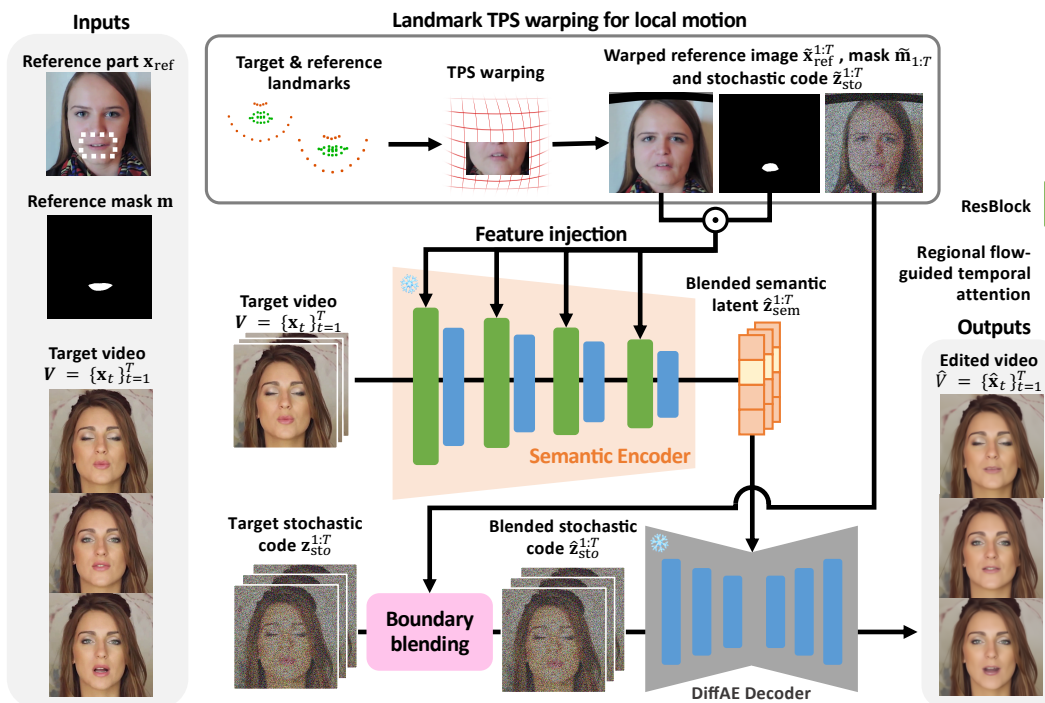 Inputs
Reference part x_ref
Reference mask m
Target video
V = {x_t}_{t=1}^T
Landmark TPS warping for local motion
Target & reference
landmarks
TPS warping
Warped reference image x̃_ref^{1:T} , mask m̃_{1:T}
and stochastic code z̃_sto^{1:T}
Feature injection
Target video
V = {x_t}_{t=1}^T
Semantic Encoder
Blended semantic
latent ẑ_sem^{1:T}
Target stochastic
code z_sto^{1:T}
Boundary
blending
Blended stochastic
code ẑ_sto^{1:T}
DiffAE Decoder
ResBlock
Regional flow-
guided temporal
attention
Outputs
Edited video
V̂ = {x̂_t}_{t=1}^T